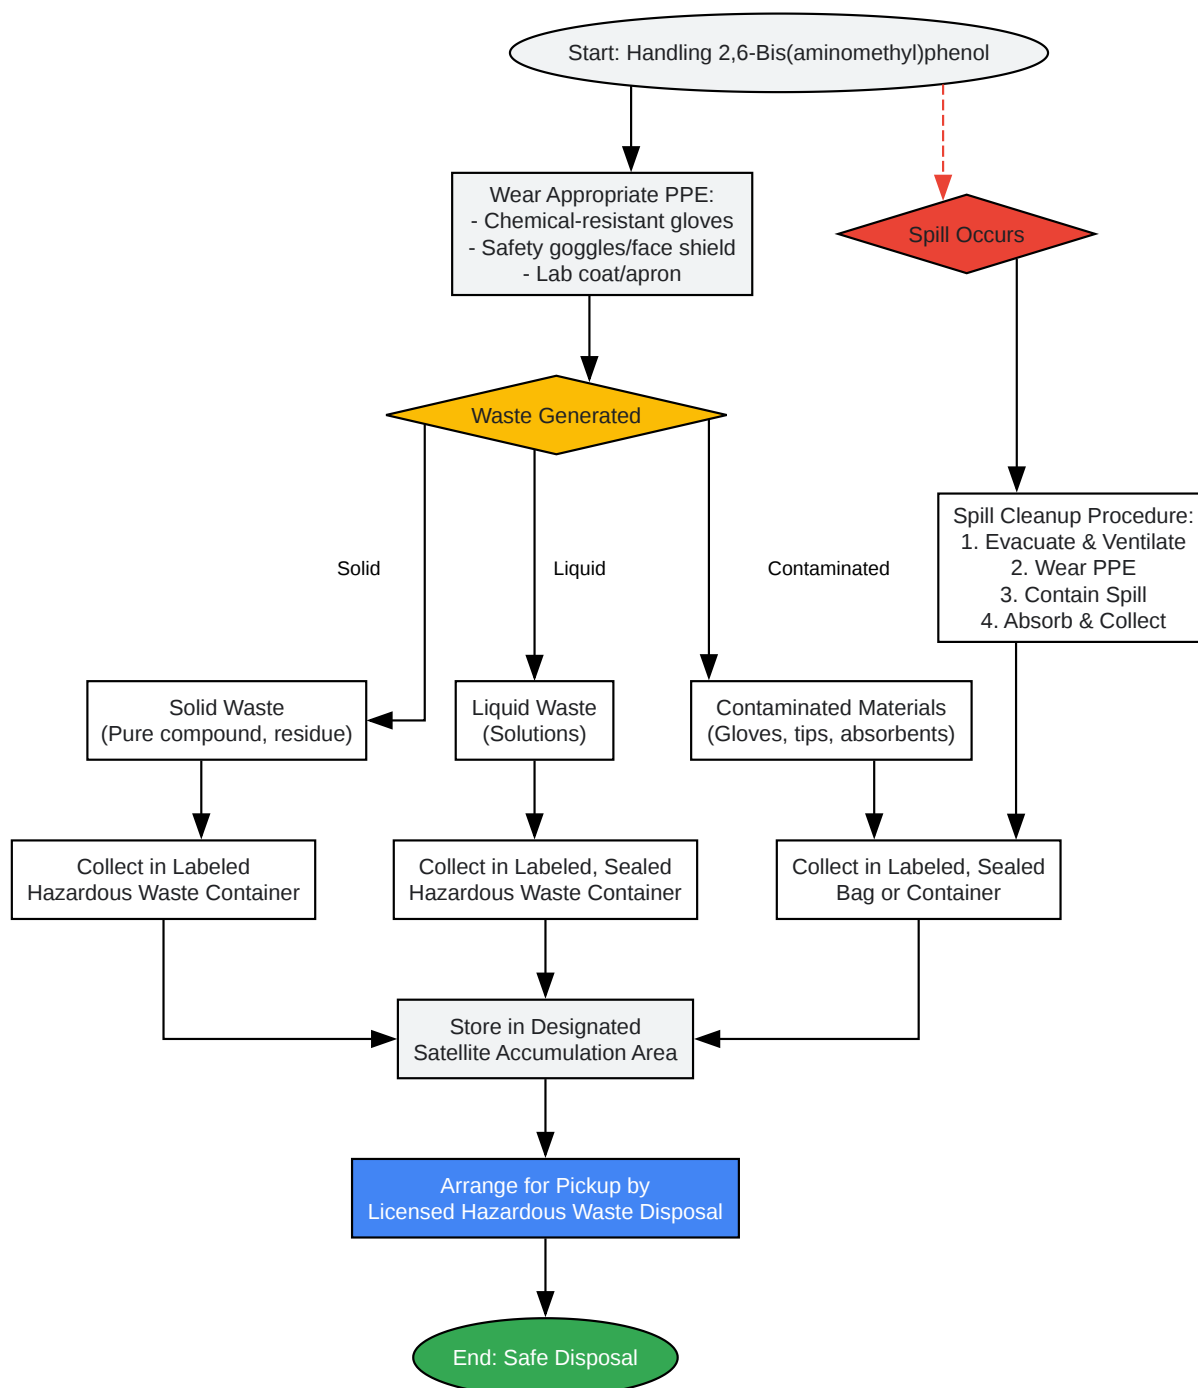 Start: Handling 2,6-Bis(aminomethyl)phenol
Wear Appropriate PPE:
- Chemical-resistant gloves
- Safety goggles/face shield
- Lab coat/apron
Spill Occurs
Waste Generated
Spill Cleanup Procedure:
1. Evacuate & Ventilate
2. Wear PPE
3. Contain Spill
4. Absorb & Collect
Solid
Liquid
Contaminated
Solid Waste
(Pure compound, residue)
Liquid Waste
(Solutions)
Contaminated Materials
(Gloves, tips, absorbents)
Collect in Labeled
Hazardous Waste Container
Collect in Labeled, Sealed
Hazardous Waste Container
Collect in Labeled, Sealed
Bag or Container
Store in Designated
Satellite Accumulation Area
Arrange for Pickup by
Licensed Hazardous Waste Disposal
End: Safe Disposal